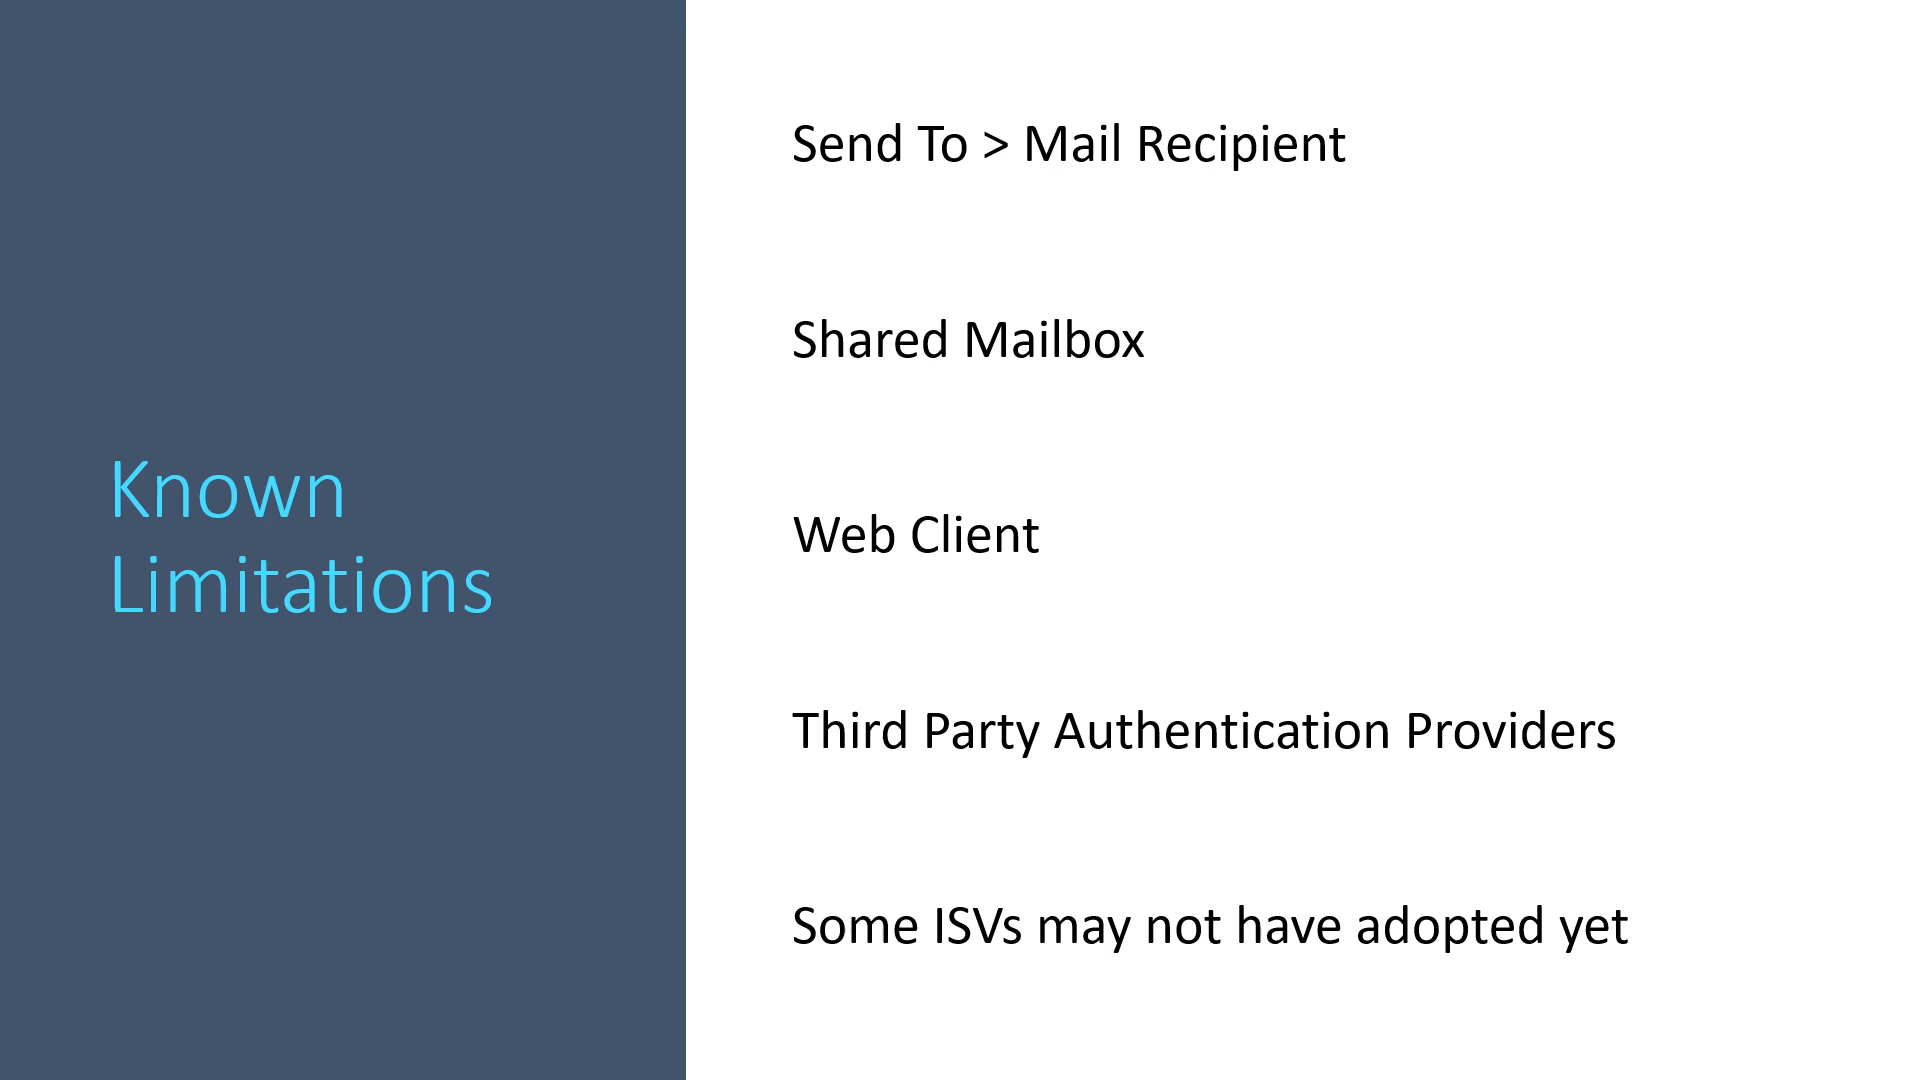 Known
Limitations
Send To > Mail Recipient
Shared Mailbox
Web Client
Third Party Authentication Providers
Some ISVs may not have adopted yet